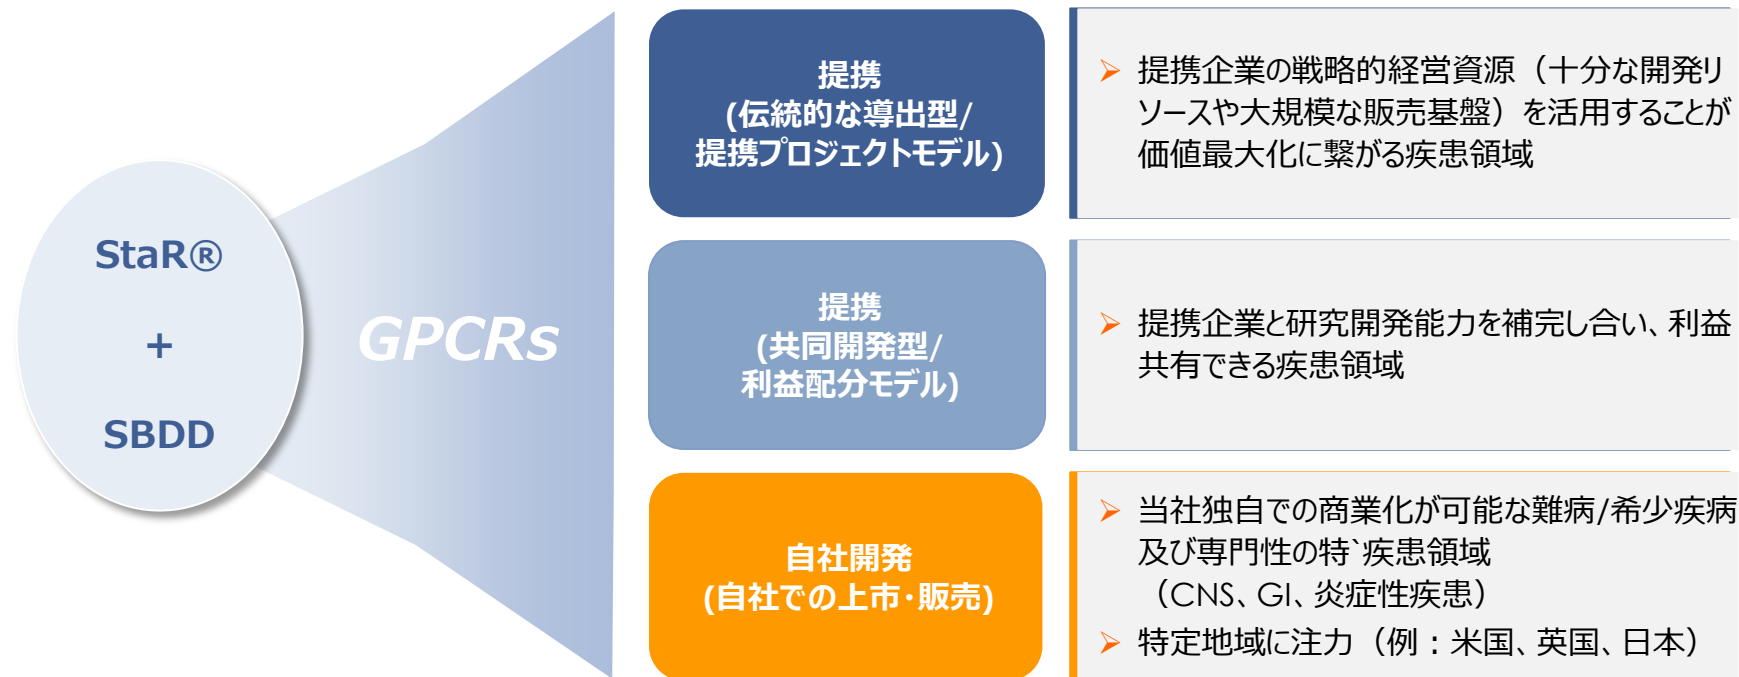 StaR®
+
SBDD
GPCRs
提携
(伝統的な導出型/
提携プロジェクトモデル)
➢ 提携企業の戦略的経営資源（十分な開発リ
ソースや大規模な販売基盤）を活用することが
価値最大化に繋がる疾患領域
提携
(共同開発型/
利益配分モデル)
➢ 提携企業と研究開発能力を補完し合い、利益
共有できる疾患領域
自社開発
(自社での上市・販売)
➢ 当社独自での商業化が可能な難病/希少疾病
及び専門性の特`疾患領域
（CNS、GI、炎症性疾患）
➢ 特定地域に注力（例：米国、英国、日本）